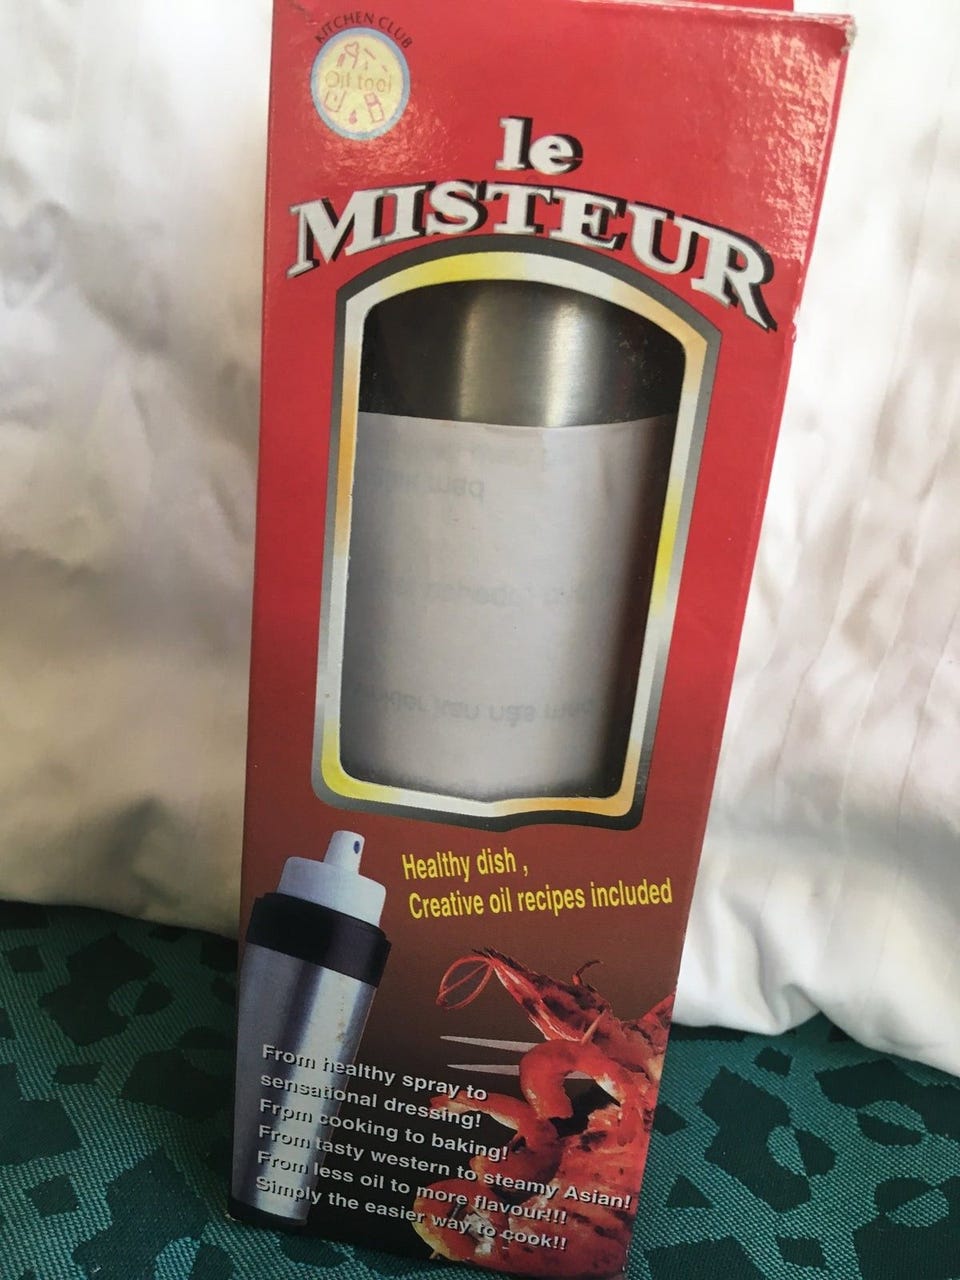 KITCHEN CLUB
Oil tool
le
MISTEUR
Healthy dish ,
Creative oil recipes included
From healthy spray to
sensational dressing!
Frpm cooking to baking!
From tasty western to steamy Asian!
From less oil to more flavour!!!
Simply the easier way to cook!!